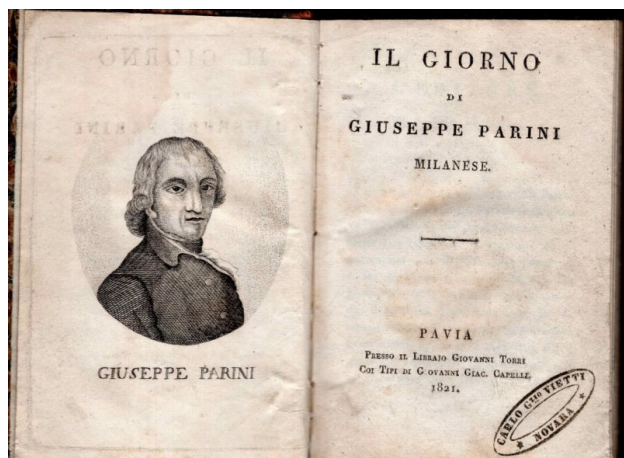 GIUSEPPE PARINI
IL GIORNO
DI
GIUSEPPE PARINI
MILANESE.
PAVIA
PRESSO IL LIBRAJO GIOVANNI TORRI
COI TIPI DI GIOVANNI GIAC. CAPELLI.
1821.
CARLO Gmo VIETTI
* NOVARA *